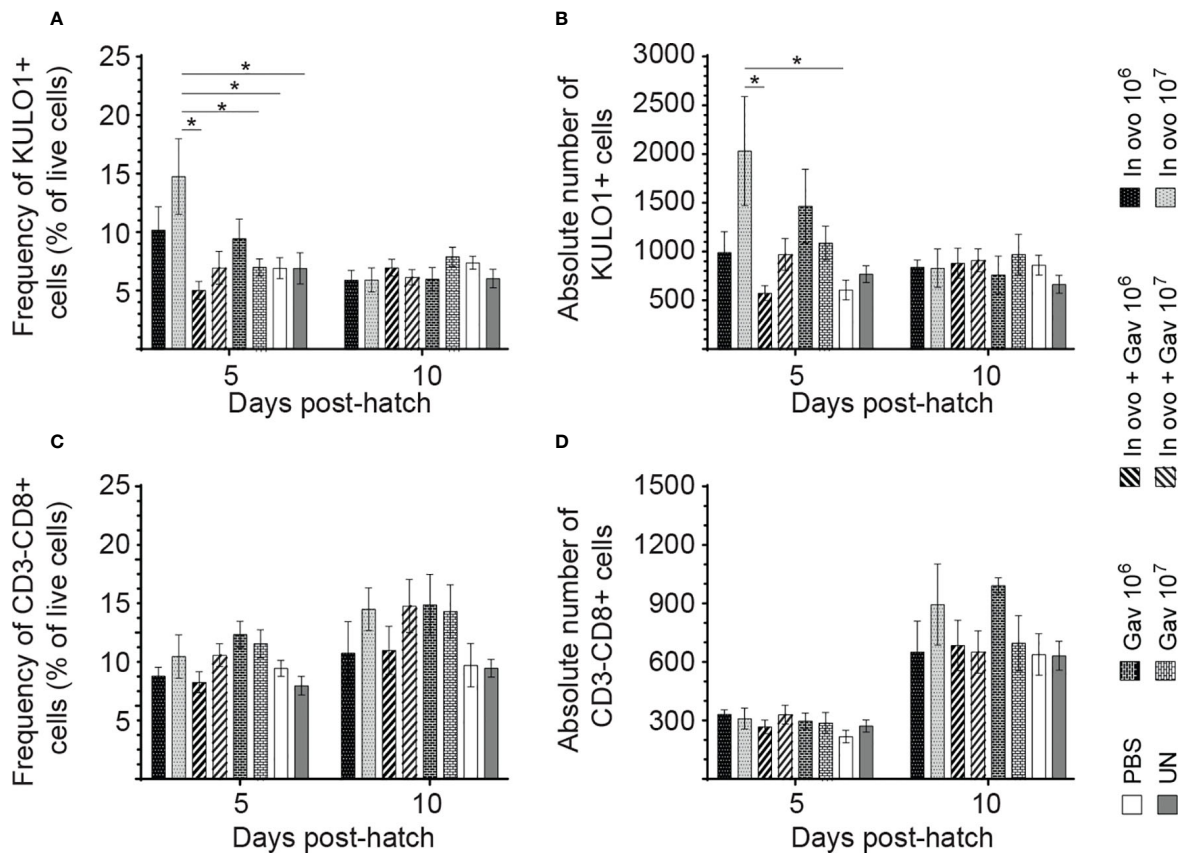 A
Frequency of KULO1+
cells (% of live cells)
25
20
15
10
5
*
*
*
*
5
10
Days post-hatch
B
Absolute number of
KULO1+ cells
3000
2500
2000
1500
1000
500
*
*
5
10
Days post-hatch
C
Frequency of CD3-CD8+
cells (% of live cells)
25
20
15
10
5
5
10
Days post-hatch
D
Absolute number of
CD3-CD8+ cells
1500
1200
900
600
300
5
10
Days post-hatch
In ovo 10⁶
In ovo 10⁷
In ovo + Gav 10⁶
In ovo + Gav 10⁷
Gav 10⁶
Gav 10⁷
PBS
UN